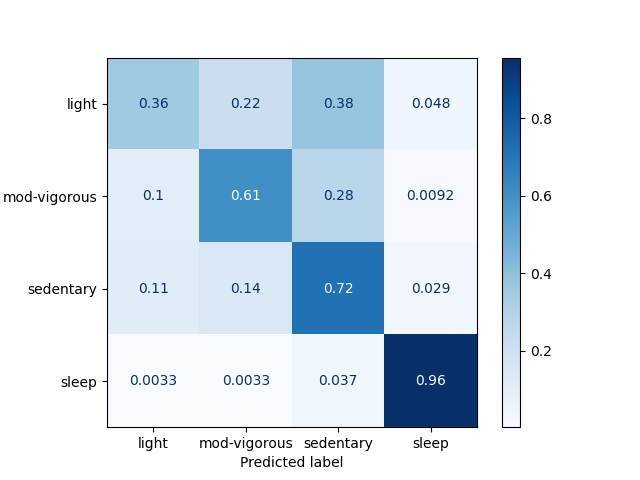 light 0.36 0.22 0.38 0.048
mod-vigorous 0.1 0.61 0.28 0.0092
sedentary 0.11 0.14 0.72 0.029
sleep 0.0033 0.0033 0.037 0.96
light mod-vigorous sedentary sleep
Predicted label
0.8
0.6
0.4
0.2